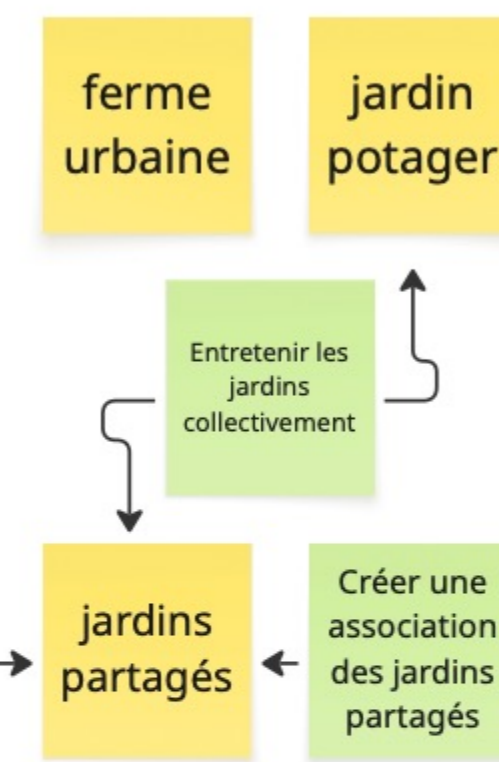 ferme
urbaine
jardin
potager
Entretenir les
jardins
collectivement
jardins
partagés
Créer une
association
des jardins
partagés